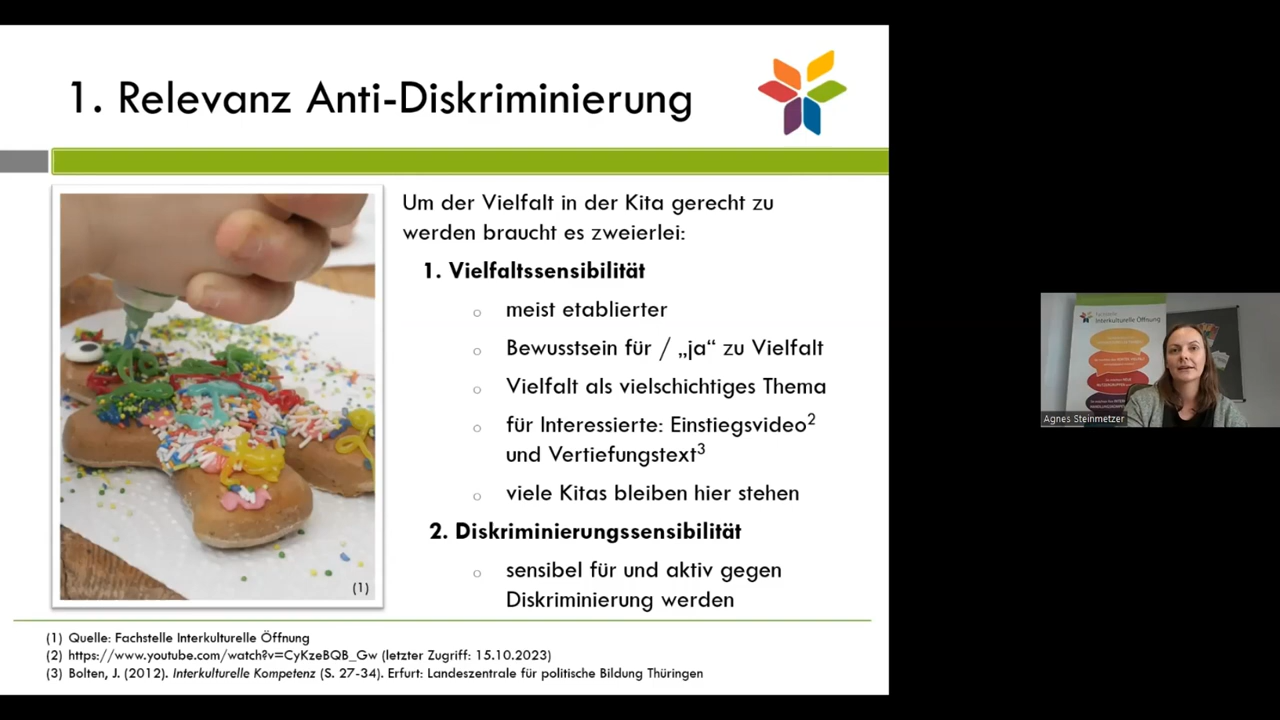 1. Relevanz Anti-Diskriminierung
Um der Vielfalt in der Kita gerecht zu
werden braucht es zweierlei:
1. Vielfaltssensibilität
○ meist etablierter
○ Bewusstsein für / „ja“ zu Vielfalt
○ Vielfalt als vielschichtiges Thema
○ für Interessierte: Einstiegsvideo²
und Vertiefungstext³
○ viele Kitas bleiben hier stehen
2. Diskriminierungssensibilität
○ sensibel für und aktiv gegen
Diskriminierung werden
(1)
(1) Quelle: Fachstelle Interkulturelle Öffnung
(2) https://www.youtube.com/watch?v=CyKzeBQB_Gw (letzter Zugriff: 15.10.2023)
(3) Bolten, J. (2012). Interkulturelle Kompetenz (S. 27-34). Erfurt: Landeszentrale für politische Bildung Thüringen
Fachstelle
Interkulturelle Öffnung
Agnes Steinmetzer